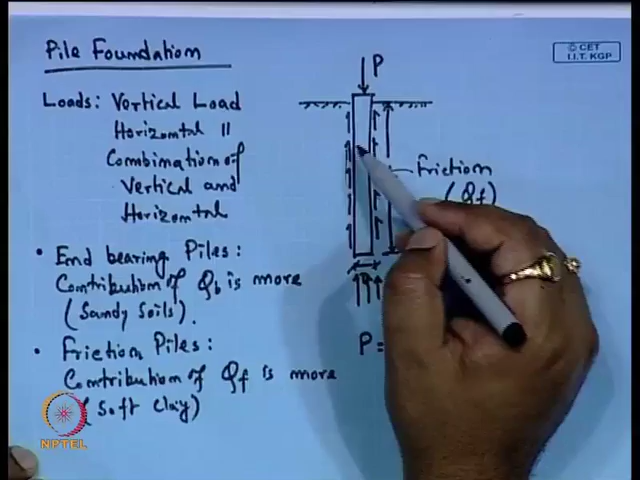 Pile Foundation
© CET
I.I.T. KGP
P
Loads: Vertical Load
Horizontal "
Combination of
Vertical and
Horizontal
Friction
(Qf)
• End bearing Piles:
Contribution of Qb is more
(Sandy Soils).
• Friction Piles:
Contribution of Qf is more
(Soft Clay)
P =
NPTEL